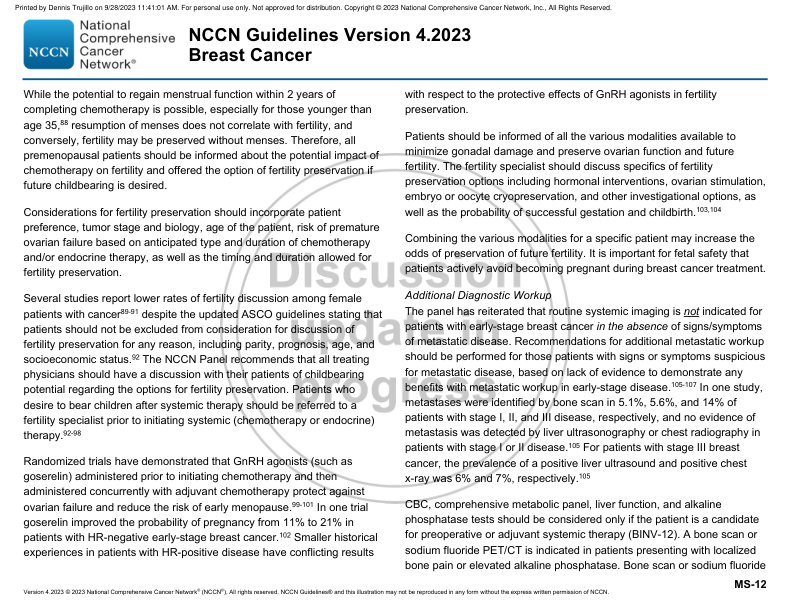 Printed by Dennis Trujillo on 9/28/2023 11:41:01 AM. For personal use only. Not approved for distribution. Copyright © 2023 National Comprehensive Cancer Network, Inc., All Rights Reserved.
NCCN
National
Comprehensive
Cancer
Network®
NCCN Guidelines Version 4.2023
Breast Cancer
While the potential to regain menstrual function within 2 years of
completing chemotherapy is possible, especially for those younger than
age 35,88 resumption of menses does not correlate with fertility, and
conversely, fertility may be preserved without menses. Therefore, all
premenopausal patients should be informed about the potential impact of
chemotherapy on fertility and offered the option of fertility preservation if
future childbearing is desired.
Considerations for fertility preservation should incorporate patient
preference, tumor stage and biology, age of the patient, risk of premature
ovarian failure based on anticipated type and duration of chemotherapy
and/or endocrine therapy, as well as the timing and duration allowed for
fertility preservation.
Several studies report lower rates of fertility discussion among female
patients with cancer89-91 despite the updated ASCO guidelines stating that
patients should not be excluded from consideration for discussion of
fertility preservation for any reason, including parity, prognosis, age, and
socioeconomic status.92 The NCCN Panel recommends that all treating
physicians should have a discussion with their patients of childbearing
potential regarding the options for fertility preservation. Patients who
desire to bear children after systemic therapy should be referred to a
fertility specialist prior to initiating systemic (chemotherapy or endocrine)
therapy.92-98
Randomized trials have demonstrated that GnRH agonists (such as
goserelin) administered prior to initiating chemotherapy and then
administered concurrently with adjuvant chemotherapy protect against
ovarian failure and reduce the risk of early menopause.99-101 In one trial
goserelin improved the probability of pregnancy from 11% to 21% in
patients with HR-negative early-stage breast cancer.102 Smaller historical
experiences in patients with HR-positive disease have conflicting results
with respect to the protective effects of GnRH agonists in fertility
preservation.
Patients should be informed of all the various modalities available to
minimize gonadal damage and preserve ovarian function and future
fertility. The fertility specialist should discuss specifics of fertility
preservation options including hormonal interventions, ovarian stimulation,
embryo or oocyte cryopreservation, and other investigational options, as
well as the probability of successful gestation and childbirth.103,104
Combining the various modalities for a specific patient may increase the
odds of preservation of future fertility. It is important for fetal safety that
patients actively avoid becoming pregnant during breast cancer treatment.
Additional Diagnostic Workup
The panel has reiterated that routine systemic imaging is not indicated for
patients with early-stage breast cancer in the absence of signs/symptoms
of metastatic disease. Recommendations for additional metastatic workup
should be performed for those patients with signs or symptoms suspicious
for metastatic disease, based on lack of evidence to demonstrate any
benefits with metastatic workup in early-stage disease.105-107 In one study,
metastases were identified by bone scan in 5.1%, 5.6%, and 14% of
patients with stage I, II, and III disease, respectively, and no evidence of
metastasis was detected by liver ultrasonography or chest radiography in
patients with stage I or II disease.105 For patients with stage III breast
cancer, the prevalence of a positive liver ultrasound and positive chest
x-ray was 6% and 7%, respectively.105
CBC, comprehensive metabolic panel, liver function, and alkaline
phosphatase tests should be considered only if the patient is a candidate
for preoperative or adjuvant systemic therapy (BINV-12). A bone scan or
sodium fluoride PET/CT is indicated in patients presenting with localized
bone pain or elevated alkaline phosphatase. Bone scan or sodium fluoride
Discussion
update in
progress
MS-12
Version 4.2023 © 2023 National Comprehensive Cancer Network® (NCCN®), All rights reserved. NCCN Guidelines® and this illustration may not be reproduced in any form without the express written permission of NCCN.